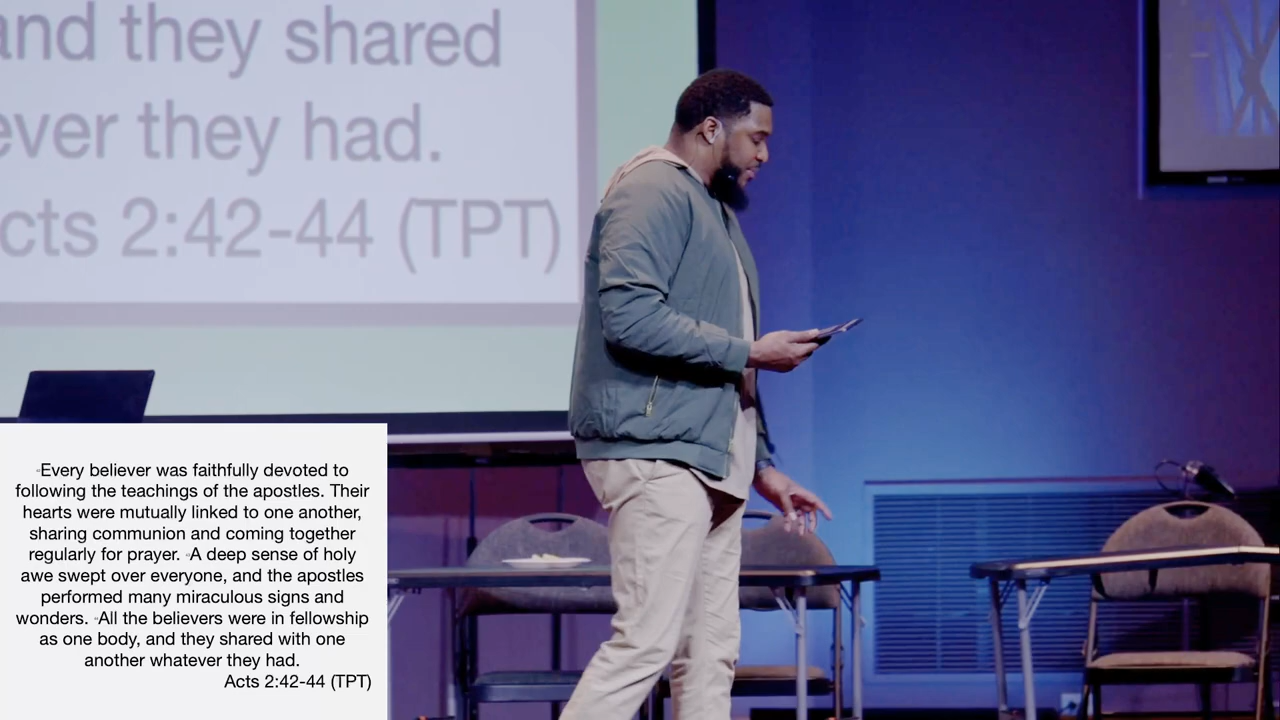 and they shared
ever they had.
cts 2:42-44 (TPT)
Every believer was faithfully devoted to
following the teachings of the apostles. Their
hearts were mutually linked to one another,
sharing communion and coming together
regularly for prayer. A deep sense of holy
awe swept over everyone, and the apostles
performed many miraculous signs and
wonders. All the believers were in fellowship
as one body, and they shared with one
another whatever they had.
Acts 2:42-44 (TPT)